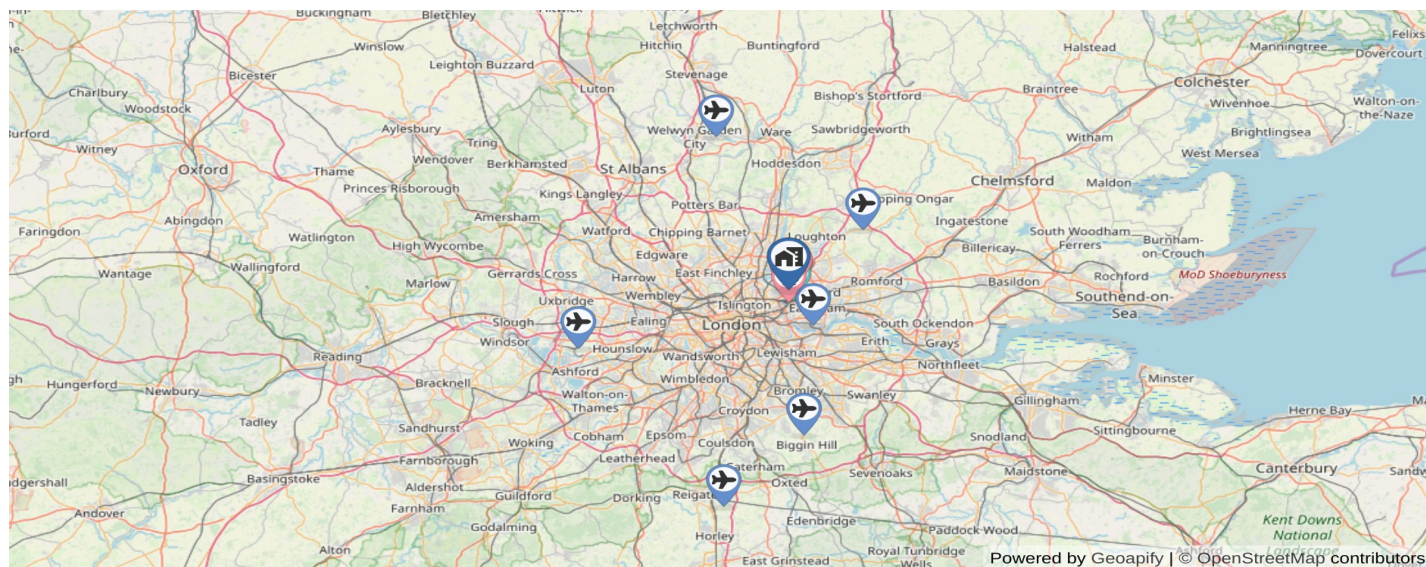 Buckingham
Bletchley
Letchworth
Felixs
Winslow
Hitchin
Buntingford
Halstead
Manningtree
Dovercourt
Leighton Buzzard
Bicester
Stevenage
Colchester
Charlbury
Luton
Bishop's Stortford
Braintree
Woodstock
Wivenhoe
Walton-on-
the-Naze
Burford
Aylesbury
Welwyn Garden
City
Ware
Sawbridgeworth
Witham
Brightlingsea
Witney
Tring
West Mersea
Wendover
Berkhamsted
Hoddesdon
Oxford
Thame
St Albans
Chelmsford
Maldon
Princes Risborough
Kings Langley
Potters Bar
pping Ongar
Abingdon
Amersham
Ingatestone
Faringdon
Watlington
Watford
Chipping Barnet
Loughton
South Woodham
Ferrers
Burnham-
on-Crouch
High Wycombe
Edgware
Billericay
Wantage
Wallingford
Gerrards Cross
Harrow
East Finchley
Romford
Basildon
Rochford
MoD Shoeburyness
Marlow
Uxbridge
Wembley
Islington
Southend-on-
Sea
Slough
Ealing
London
South Ockendon
Windsor
Hounslow
Erith
Grays
Reading
Wandsworth
Lewisham
Northfleet
Hungerford
Newbury
Bracknell
Ashford
Wimbledon
Minster
Walton-on-
Thames
Bromley
Swanley
Gillingham
Herne Bay
Tadley
Sandhurst
Croydon
Sittingbourne
Woking
Cobham
Epsom
Coulsdon
Biggin Hill
Snodland
Farnborough
Leatherhead
Caterham
Sevenoaks
Maidstone
Canterbury
Basingstoke
Aldershot
Guildford
Dorking
Reigate
Oxted
Andover
Farnham
Godalming
Edenbridge
Paddock Wood
Kent Downs
National
Landscape
Alton
Horley
East Grinstead
Royal Tunbridge
Wells
Ashford
Powered by Geoapify | © OpenStreetMap contributors